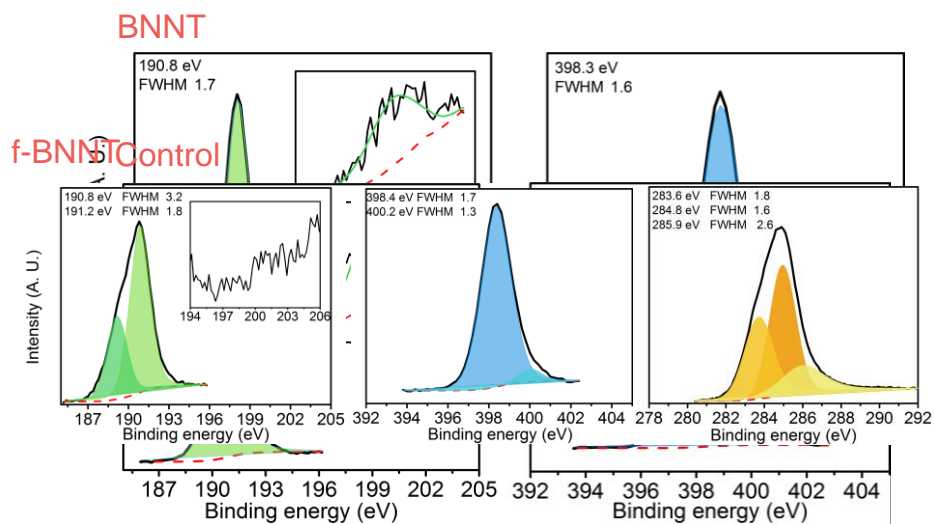 BNNT
190.8 eV
FWHM 1.7
398.3 eV
FWHM 1.6
f-BNNT Control
190.8 eV FWHM 3.2
191.2 eV FWHM 1.8
398.4 eV FWHM 1.7
400.2 eV FWHM 1.3
283.6 eV FWHM 1.8
284.8 eV FWHM 1.6
285.9 eV FWHM 2.6
Intensity (A. U.)
194 197 200 203 206
187 190 193 196 199 202 205
392 394 396 398 400 402 404
278 280 282 284 286 288 290 292
Binding energy (eV)
Binding energy (eV)
Binding energy (eV)
187 190 193 196 199 202 205
392 394 396 398 400 402 404
Binding energy (eV)
Binding energy (eV)